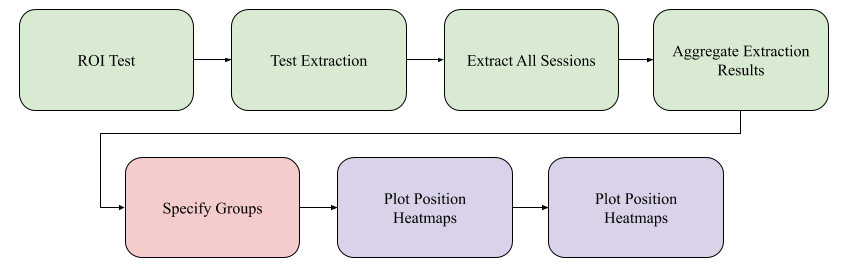 ROI Test
Test Extraction
Extract All Sessions
Aggregate Extraction
Results
Specify Groups
Plot Position
Heatmaps
Plot Position
Heatmaps